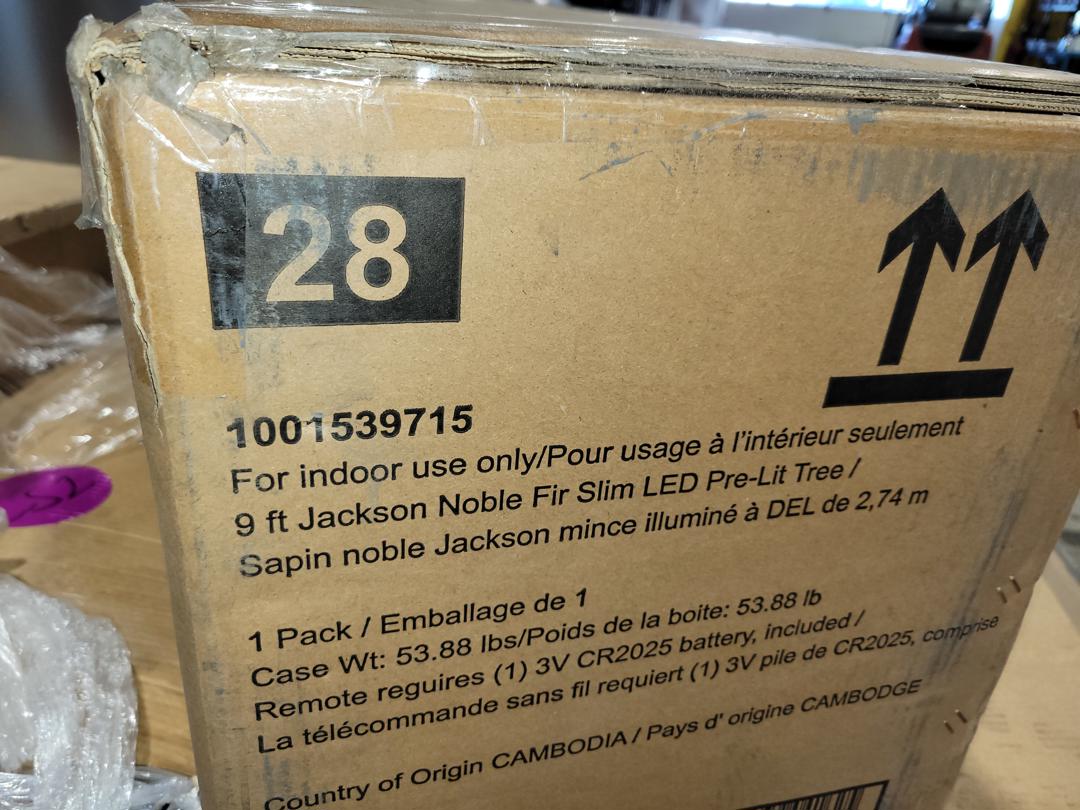 28
1001539715
For indoor use only/Pour usage à l'intérieur seulement
9 ft Jackson Noble Fir Slim LED Pre-Lit Tree /
Sapin noble Jackson mince illuminé à DEL de 2,74 m
1 Pack / Emballage de 1
Case Wt: 53.88 lbs/Poids de la boite: 53.88 lb
Remote reguires (1) 3V CR2025 battery, included /
La télécommande sans fil requiert (1) 3V pile de CR2025, comprise
Country of Origin CAMBODIA / Pays d' origine CAMBODGE